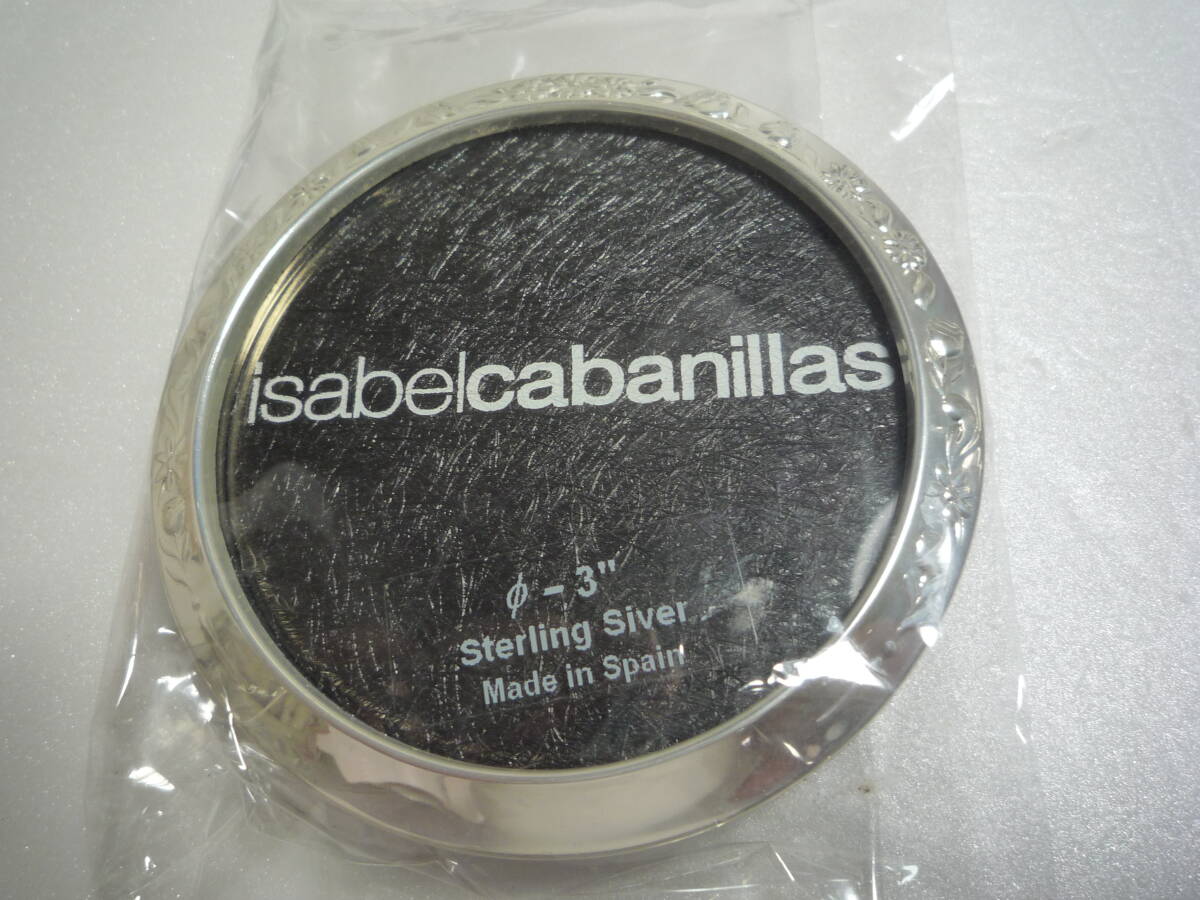 isabelcabanillas
ϕ – 3"
Sterling Siver
Made in Spain